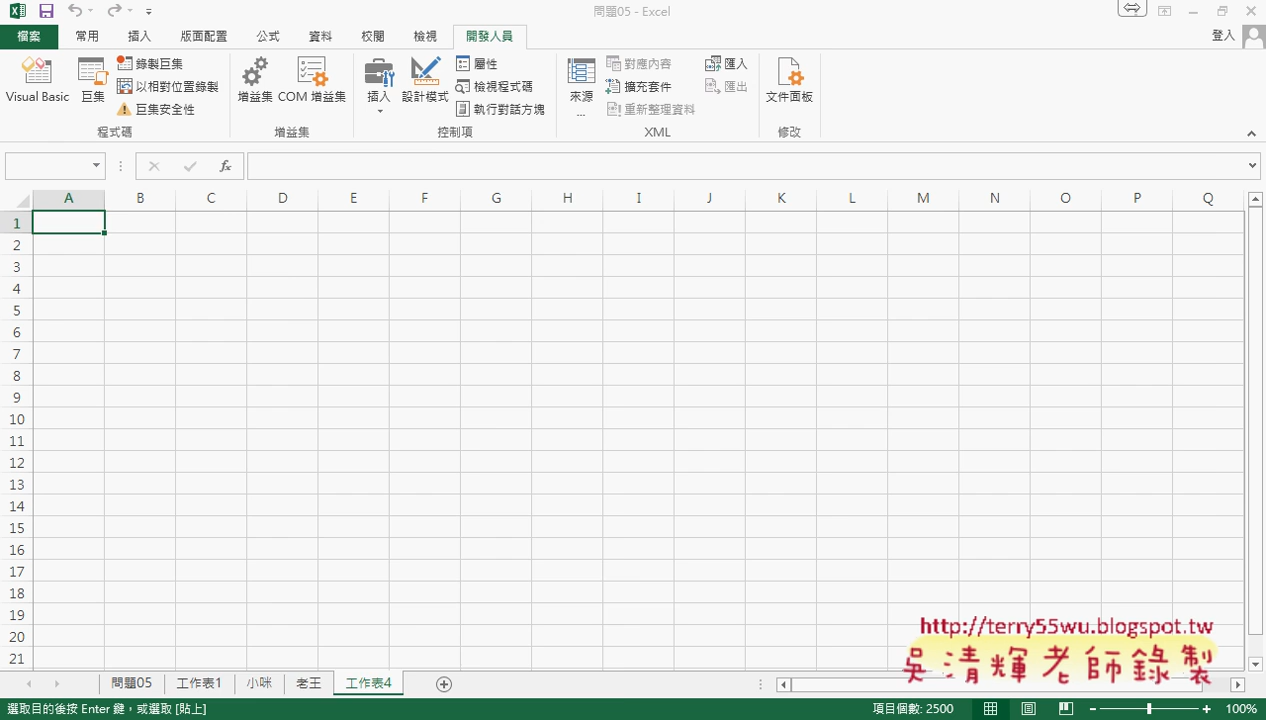 問題05 - Excel
檔案 常用 插入 版面配置 公式 資料 校閱 檢視 開發人員 登入
Visual Basic 巨集 錄製巨集 以相對位置錄製 巨集安全性 程式碼
增益集 COM 增益集 增益集
插入 設計模式 屬性 檢視程式碼 執行對話方塊 控制項
來源 ... 對應內容 擴充套件 重新整理資料 匯入 匯出 XML
文件面板 修改
fx
A B C D E F G H I J K L M N O P Q
1
2
3
4
5
6
7
8
9
10
11
12
13
14
15
16
17
18
19
20
21
http://terry55wu.blogspot.tw
吳清輝老師錄製
問題05 工作表1 小咪 老王 工作表4
選取目的後按 Enter 鍵，或選取 [貼上] 項目個數: 2500 100%